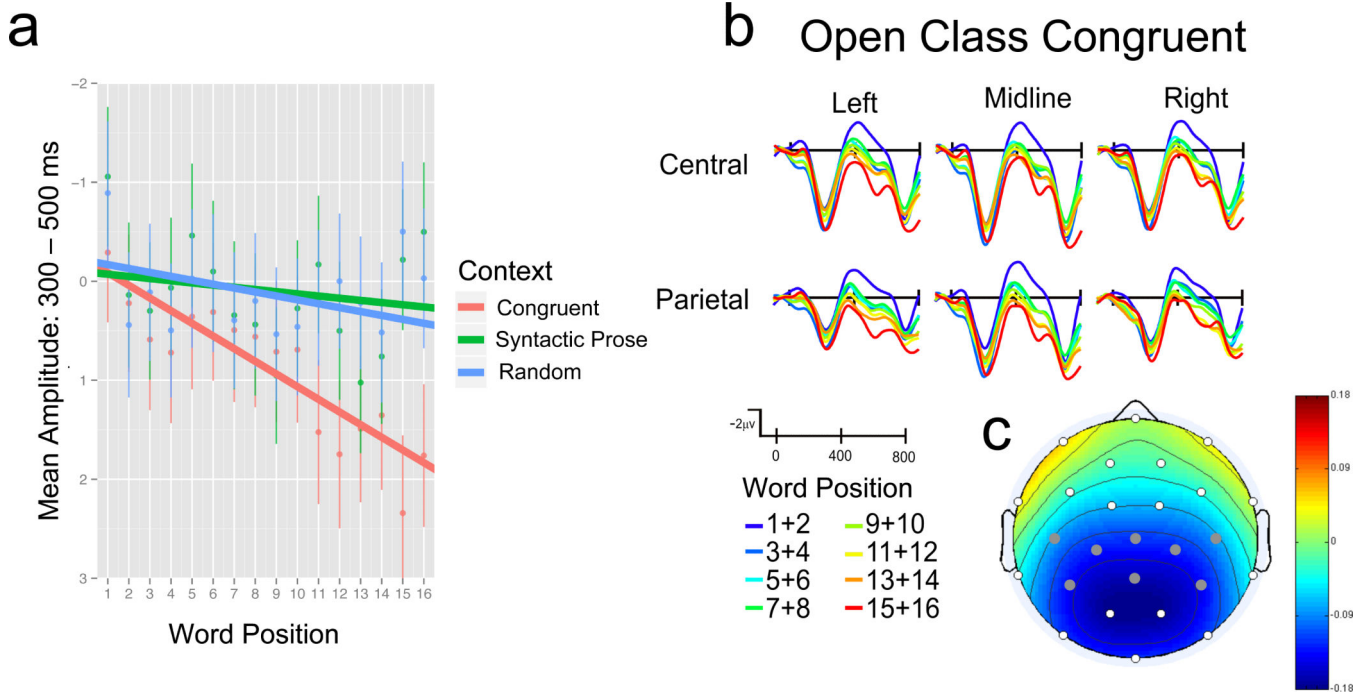 a
Mean Amplitude: 300 – 500 ms
−2
−1
0
1
2
3
1 2 3 4 5 6 7 8 9 10 11 12 13 14 15 16
Word Position
Context
Congruent
Syntactic Prose
Random
b
Open Class Congruent
Left Midline Right
Central
Parietal
−2μv
0 400 800
Word Position
1+2 9+10
3+4 11+12
5+6 13+14
7+8 15+16
c
0.18
0.09
0
-0.09
-0.18